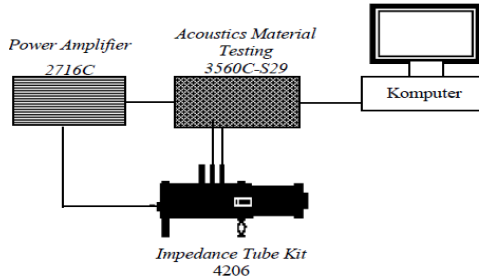 Power Amplifier
2716C
Acoustics Material
Testing
3560C-S29
Komputer
Impedance Tube Kit
4206